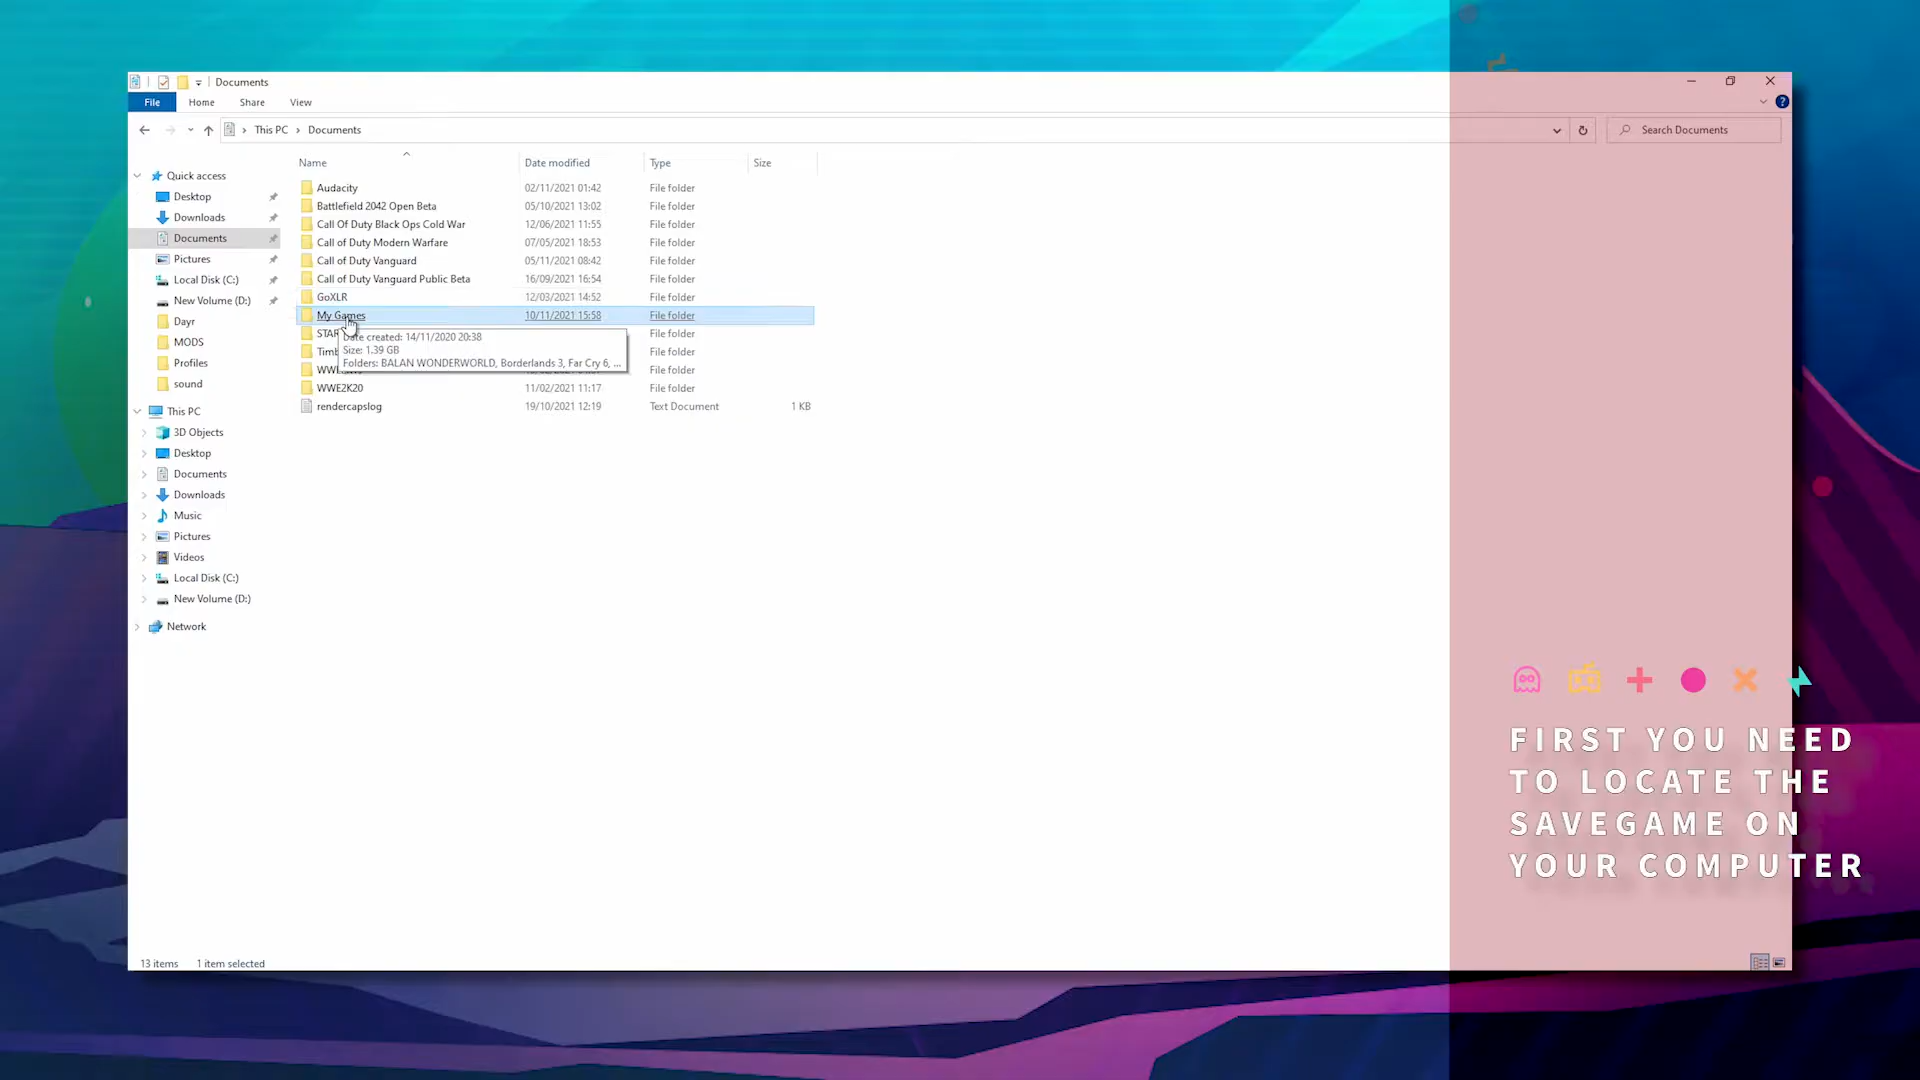 Documents
File Home Share View
This PC Documents Search Documents
Name Date modified Type Size
Quick access
Desktop
Downloads
Documents
Pictures
Local Disk (C:)
New Volume (D:)
Dayr
MODS
Profiles
sound
This PC
3D Objects
Desktop
Documents
Downloads
Music
Pictures
Videos
Local Disk (C:)
New Volume (D:)
Network
Audacity 02/11/2021 01:42 File folder
Battlefield 2042 Open Beta 05/10/2021 13:02 File folder
Call Of Duty Black Ops Cold War 12/06/2021 11:55 File folder
Call of Duty Modern Warfare 07/05/2021 18:53 File folder
Call of Duty Vanguard 05/11/2021 08:42 File folder
Call of Duty Vanguard Public Beta 16/09/2021 16:54 File folder
GoXLR 12/03/2021 14:52 File folder
My Games 10/11/2021 15:58 File folder
File folder
File folder
File folder
WWE2K20 11/02/2021 11:17 File folder
rendercapslog 19/10/2021 12:19 Text Document 1 KB
Date created: 14/11/2020 20:38
Size: 1.39 GB
Folders: BALAN WONDERWORLD, Borderlands 3, Far Cry 6, ...
FIRST YOU NEED
TO LOCATE THE
SAVEGAME ON
YOUR COMPUTER
13 items 1 item selected